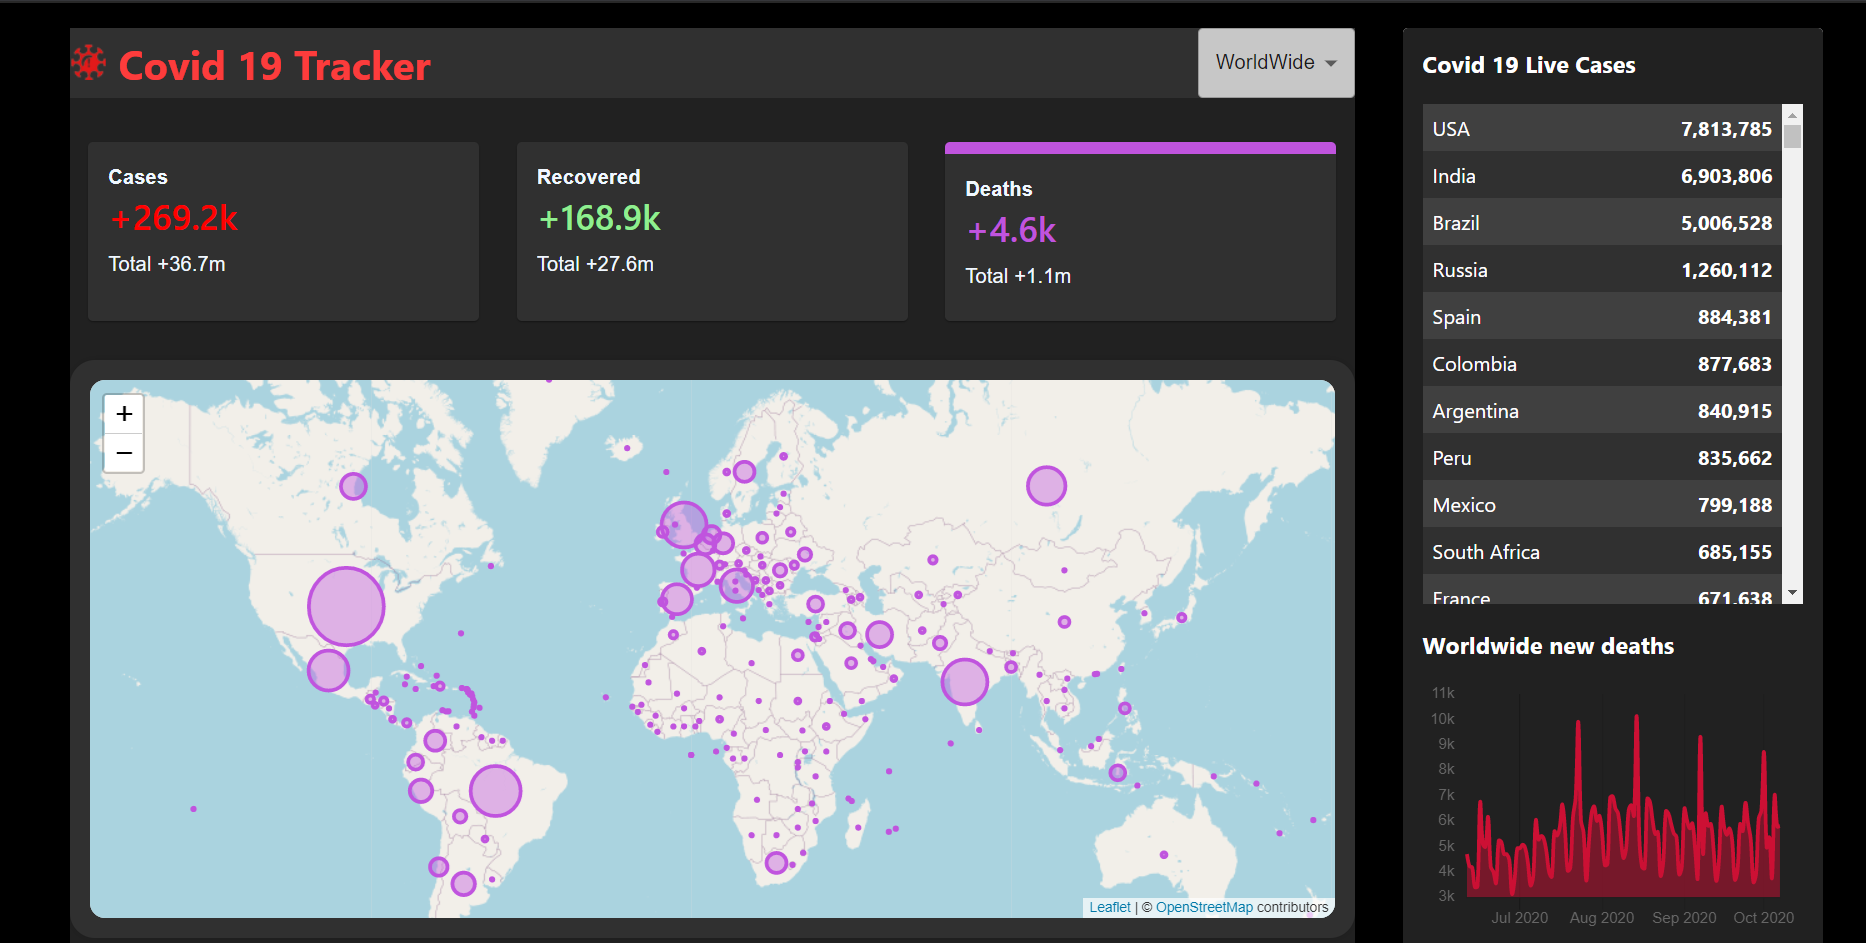 Covid 19 Tracker
WorldWide
Cases
+269.2k
Total +36.7m
Recovered
+168.9k
Total +27.6m
Deaths
+4.6k
Total +1.1m
+
−
Leaflet | © OpenStreetMap contributors
Covid 19 Live Cases
USA 7,813,785
India 6,903,806
Brazil 5,006,528
Russia 1,260,112
Spain 884,381
Colombia 877,683
Argentina 840,915
Peru 835,662
Mexico 799,188
South Africa 685,155
France 671,638
Worldwide new deaths
11k
10k
9k
8k
7k
6k
5k
4k
3k
Jul 2020 Aug 2020 Sep 2020 Oct 2020